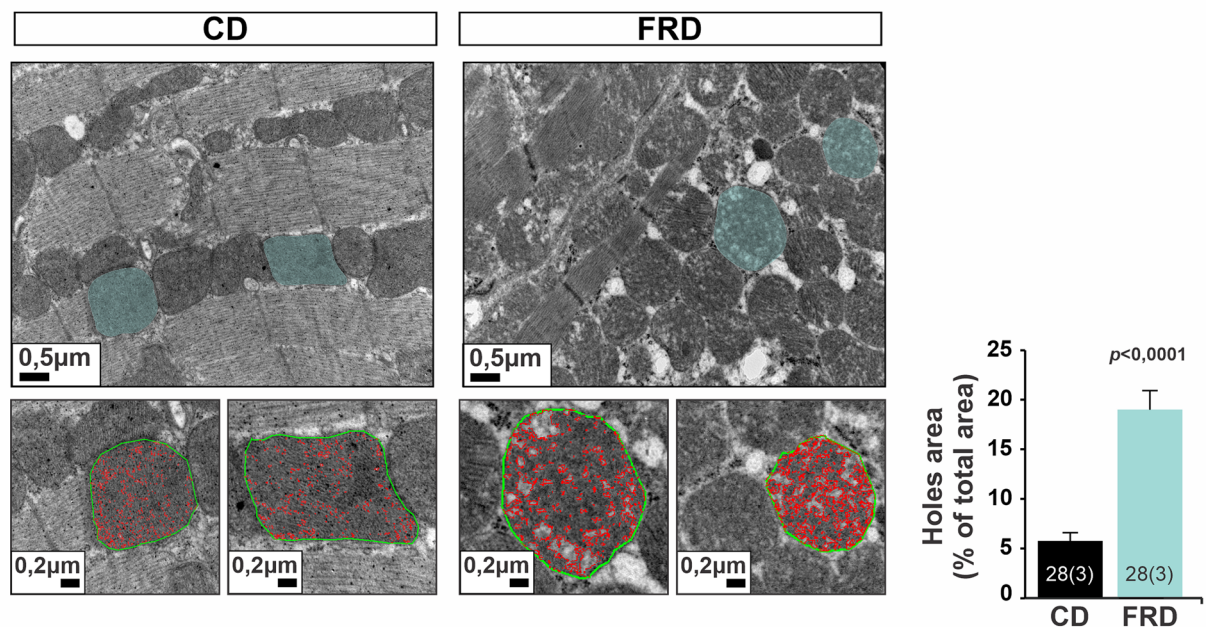 CD
FRD
0,5µm
0,5µm
0,2µm
0,2µm
0,2µm
0,2µm
Holes area
(% of total area)
25
20
15
10
5
0
p<0,0001
28(3)
28(3)
CD
FRD